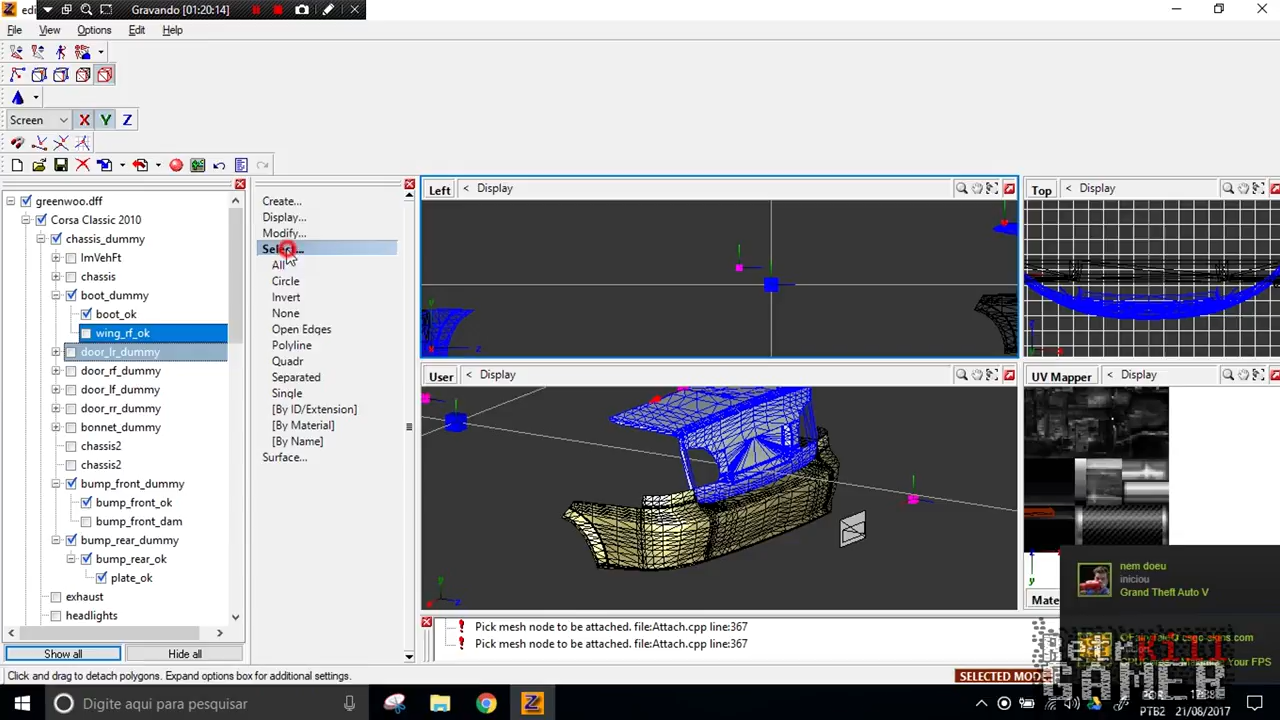 edi
Gravando [01:20:14]
File View Options Edit Help
Screen X Y Z
greenwoo.dff
Corsa Classic 2010
chassis_dummy
ImVehFt
chassis
boot_dummy
boot_ok
wing_rf_ok
door_lr_dummy
door_rf_dummy
door_lf_dummy
door_rr_dummy
bonnet_dummy
chassis2
chassis2
bump_front_dummy
bump_front_ok
bump_front_dam
bump_rear_dummy
bump_rear_ok
plate_ok
exhaust
headlights
Show all Hide all
Create...
Display...
Modify...
Select...
All
Circle
Invert
None
Open Edges
Polyline
Quadr
Separated
Single
[By ID/Extension]
[By Material]
[By Name]
Surface...
Left < Display
Top < Display
User < Display
UV Mapper < Display
nem doeu
iniciou
Grand Theft Auto V
Pick mesh node to be attached. file:Attach.cpp line:367
Pick mesh node to be attached. file:Attach.cpp line:367
Click and drag to detach polygons. Expand options box for additional settings.
SELECTED MOD
Your FPS
GAMER
Digite aqui para pesquisar
PTB2 21/08/2017